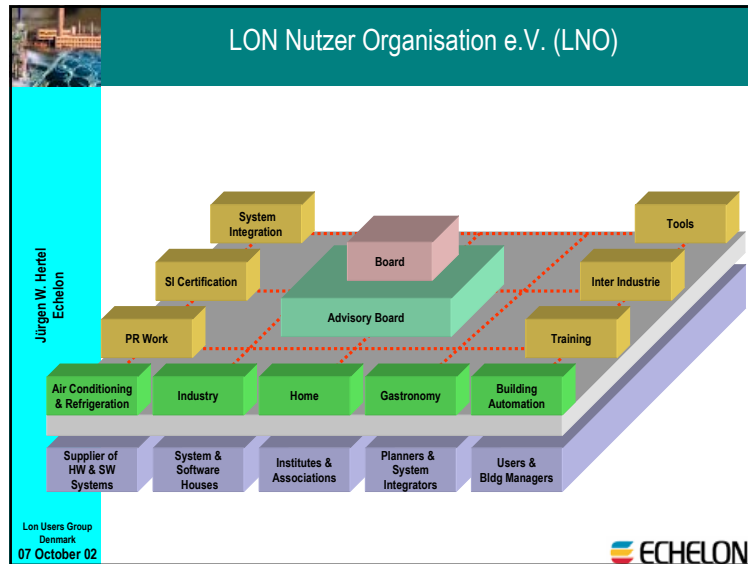 LON Nutzer Organisation e.V. (LNO)
Jürgen W. Hertel
Echelon
System
Integration
Tools
Board
SI Certification
Inter Industrie
Advisory Board
PR Work
Training
Air Conditioning
& Refrigeration
Industry
Home
Gastronomy
Building
Automation
Supplier of
HW & SW
Systems
System &
Software
Houses
Institutes &
Associations
Planners &
System
Integrators
Users &
Bldg Managers
Lon Users Group
Denmark
07 October 02
ECHELON